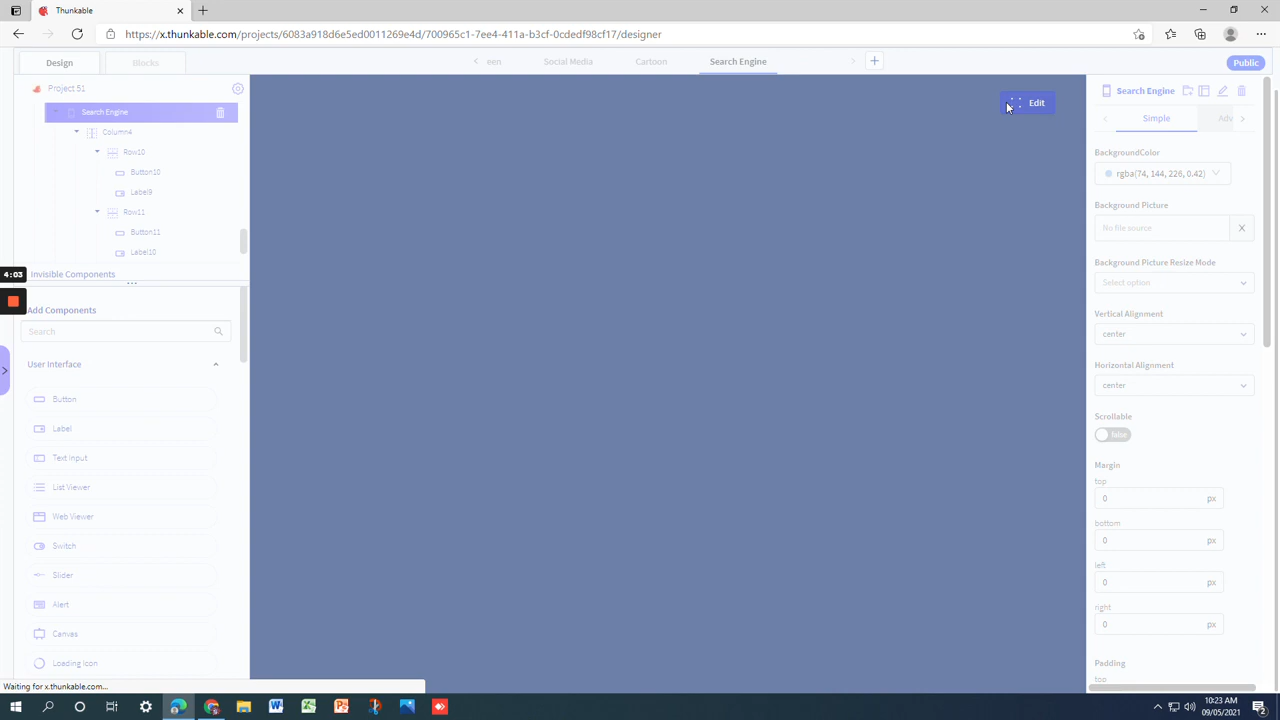 Thunkable
https://x.thunkable.com/projects/6083a918d6e5ed0011269e4d/700965c1-7ee4-411a-b3cf-0cdedf98cf17/designer
Design
Blocks
een
Social Media
Cartoon
Search Engine
Public
Project 51
Search Engine
Column4
Row10
Button10
Label9
Row11
Button11
Label10
4:03
Invisible Components
Add Components
Search
User Interface
Button
Label
Text Input
List Viewer
Web Viewer
Switch
Slider
Alert
Canvas
Loading Icon
Edit
Search Engine
Simple
Adv
BackgroundColor
rgba(74, 144, 226, 0.42)
Background Picture
No file source
X
Background Picture Resize Mode
Select option
Vertical Alignment
center
Horizontal Alignment
center
Scrollable
false
Margin
top
0 px
bottom
0 px
left
0 px
right
0 px
Padding
top
Waiting for x.thunkable.com...
10:23 AM
09/05/2021
2